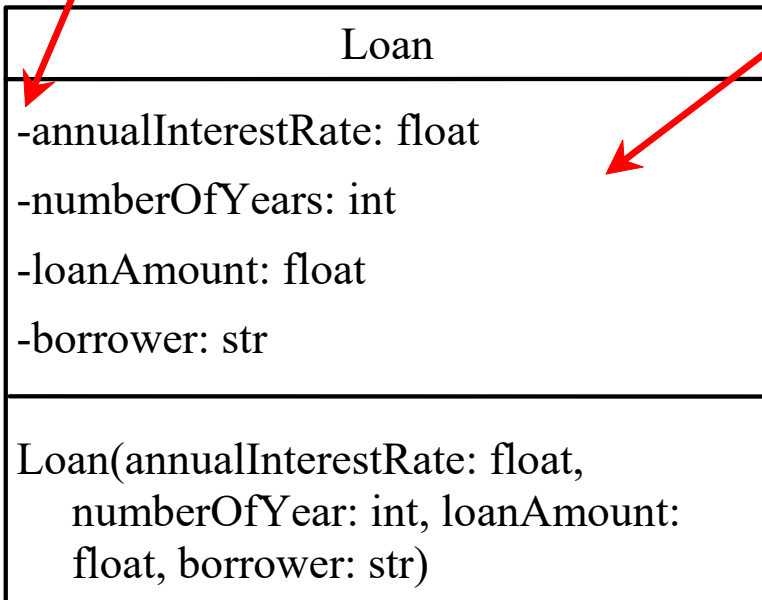 Loan
-annualInterestRate: float
-numberOfYears: int
-loanAmount: float
-borrower: str
Loan(annualInterestRate: float,
numberOfYear: int, loanAmount:
float, borrower: str)